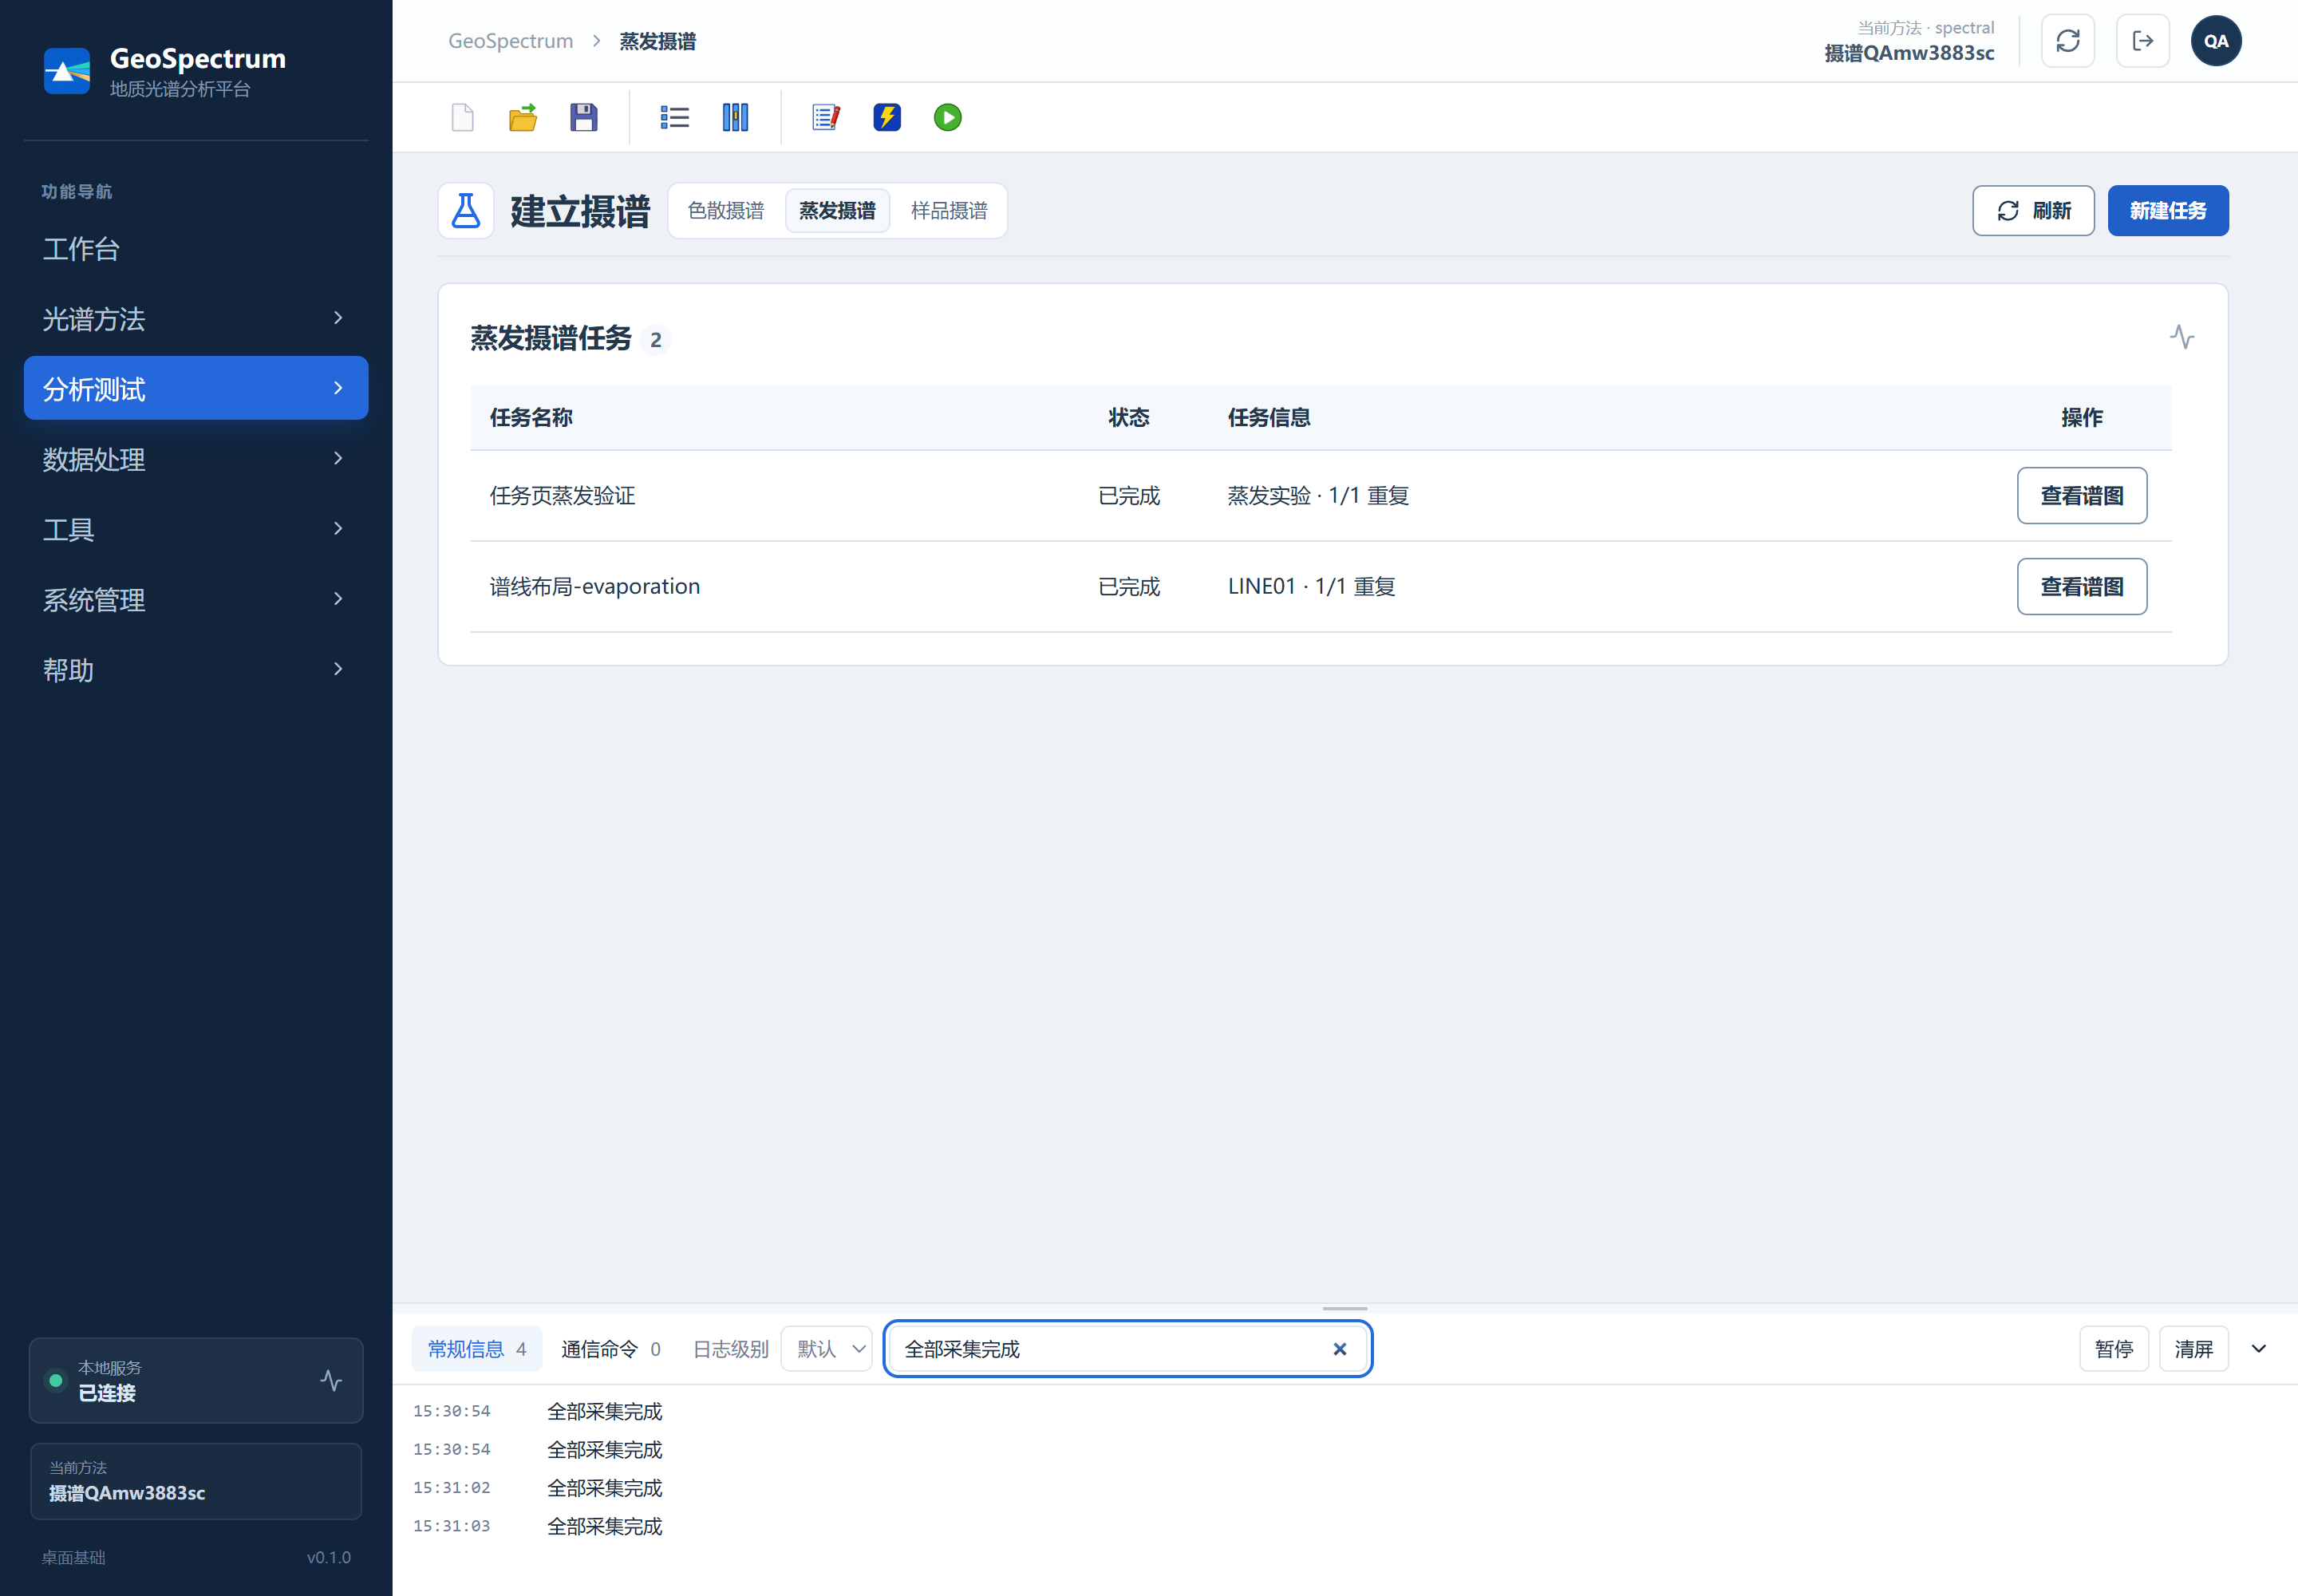 GeoSpectrum
地质光谱分析平台
功能导航
工作台
光谱方法
分析测试
数据处理
工具
系统管理
帮助
本地服务
已连接
当前方法
摄谱QAmw3883sc
桌面基础 v0.1.0
GeoSpectrum 蒸发摄谱
当前方法 · spectral
摄谱QAmw3883sc
QA
建立摄谱 色散摄谱 蒸发摄谱 样品摄谱 刷新 新建任务
蒸发摄谱任务 2
任务名称 状态 任务信息 操作
任务页蒸发验证 已完成 蒸发实验 · 1/1 重复 查看谱图
谱线布局-evaporation 已完成 LINE01 · 1/1 重复 查看谱图
常规信息 4 通信命令 0 日志级别 默认 全部采集完成 暂停 清屏
15:30:54 全部采集完成
15:30:54 全部采集完成
15:31:02 全部采集完成
15:31:03 全部采集完成